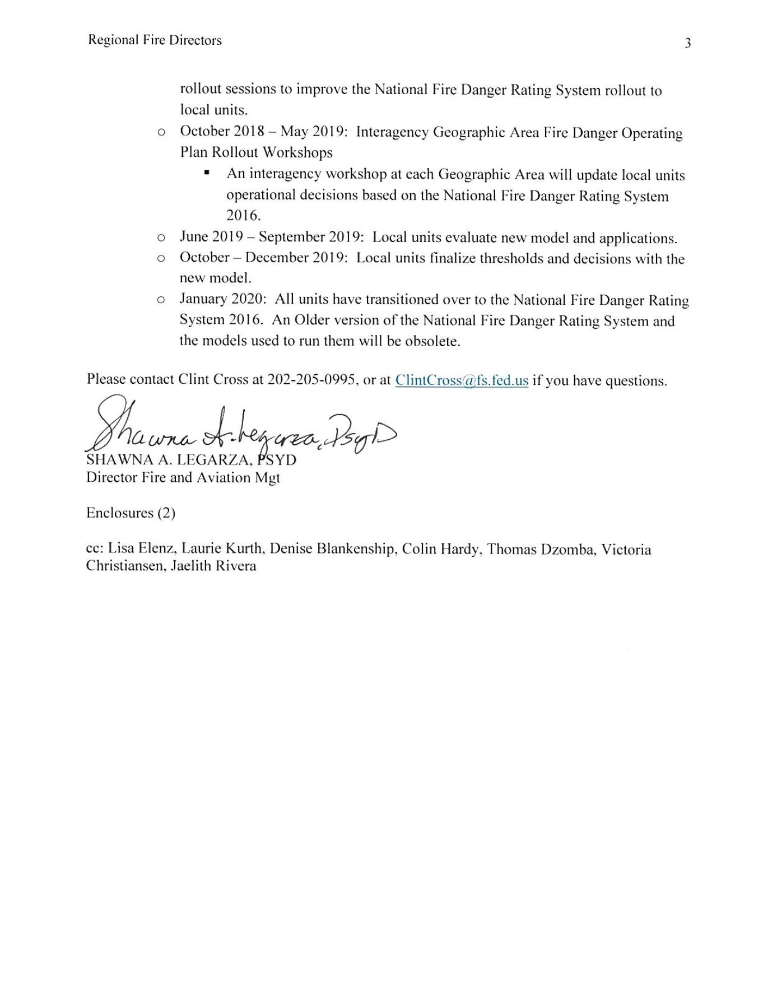 Regional Fire Directors 3
rollout sessions to improve the National Fire Danger Rating System rollout to
local units.
o October 2018 – May 2019: Interagency Geographic Area Fire Danger Operating
Plan Rollout Workshops
▪ An interagency workshop at each Geographic Area will update local units
operational decisions based on the National Fire Danger Rating System
2016.
o June 2019 – September 2019: Local units evaluate new model and applications.
o October – December 2019: Local units finalize thresholds and decisions with the
new model.
o January 2020: All units have transitioned over to the National Fire Danger Rating
System 2016. An Older version of the National Fire Danger Rating System and
the models used to run them will be obsolete.
Please contact Clint Cross at 202-205-0995, or at ClintCross@fs.fed.us if you have questions.
Shawna A. Legarza, PsyD
SHAWNA A. LEGARZA, PSYD
Director Fire and Aviation Mgt
Enclosures (2)
cc: Lisa Elenz, Laurie Kurth, Denise Blankenship, Colin Hardy, Thomas Dzomba, Victoria
Christiansen, Jaelith Rivera